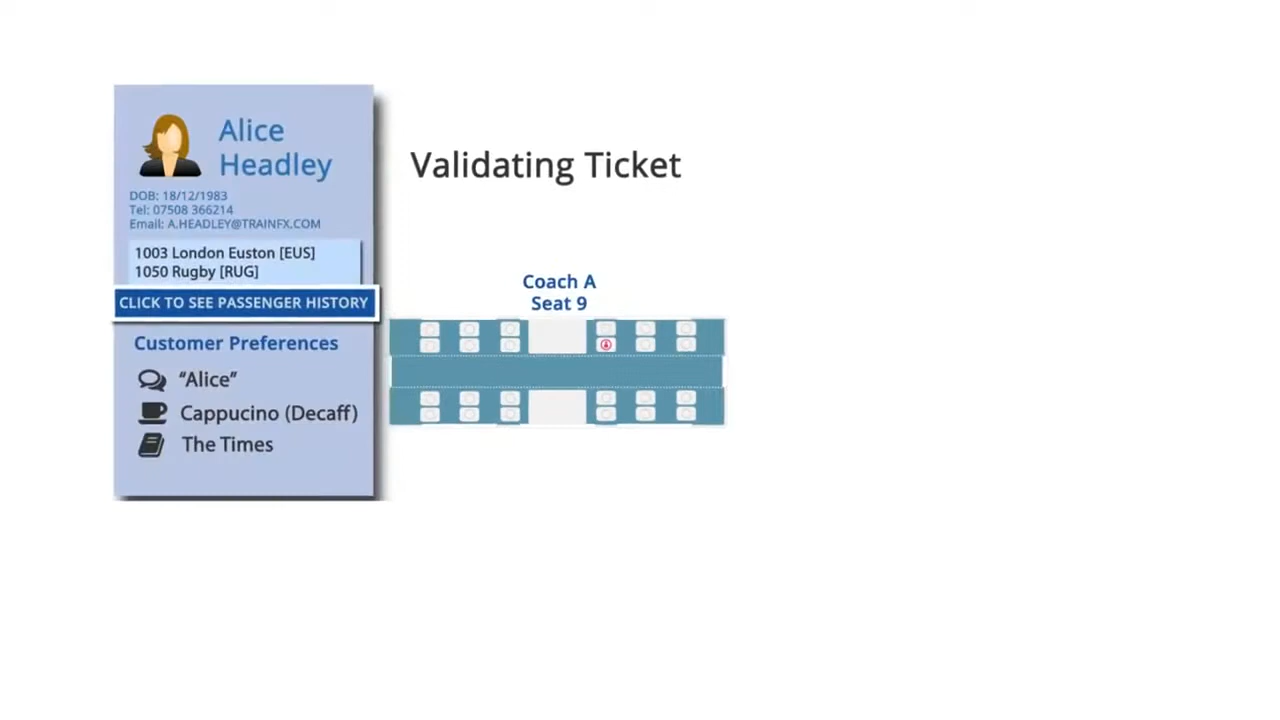 Alice
Headley
DOB: 18/12/1983
Tel: 07508 366214
Email: A.HEADLEY@TRAINFX.COM
1003 London Euston [EUS]
1050 Rugby [RUG]
CLICK TO SEE PASSENGER HISTORY
Customer Preferences
“Alice”
Cappucino (Decaff)
The Times
Validating Ticket
Coach A
Seat 9